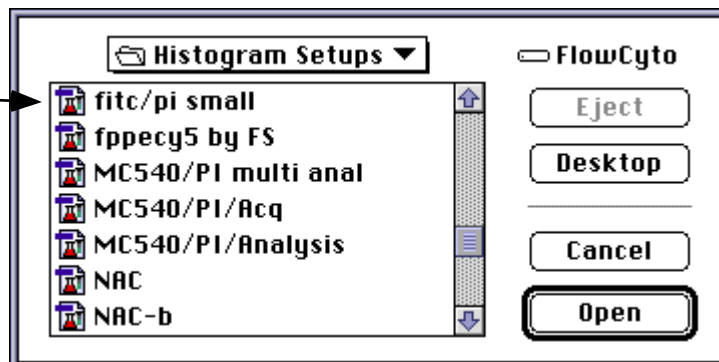 Histogram Setups
FlowCyto
fitc/pi small
fppecy5 by FS
MC540/PI multi anal
MC540/PI/Acq
MC540/PI/Analysis
NAC
NAC-b
Eject
Desktop
Cancel
Open